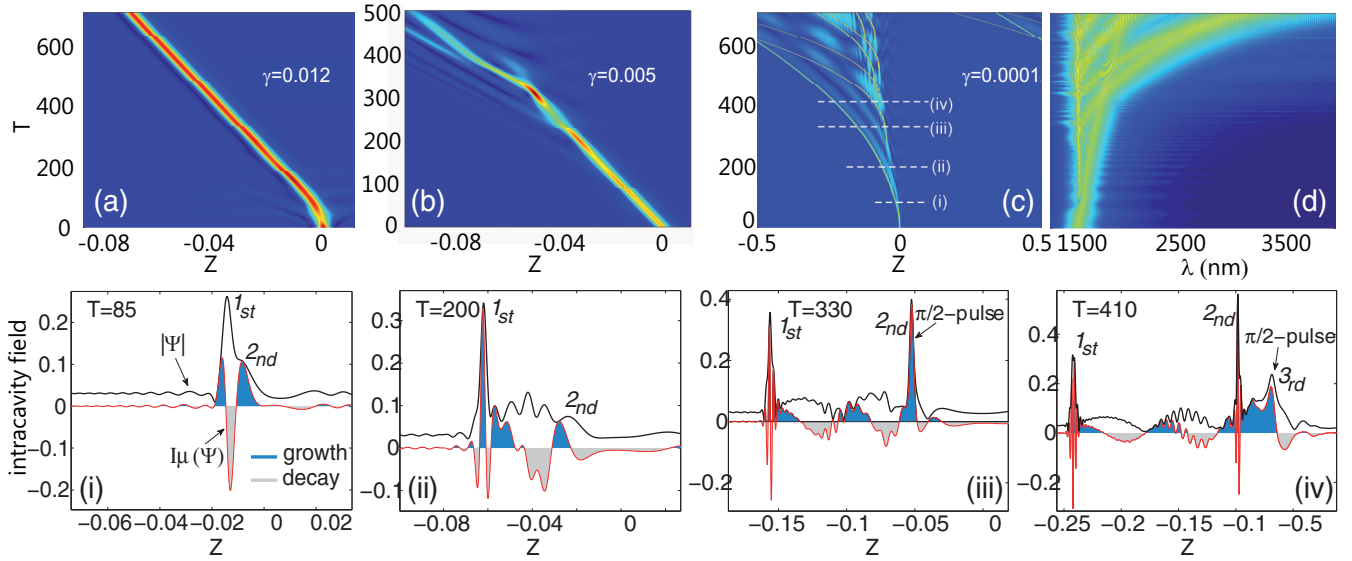 T
600
400
200
0
γ=0.012
(a)
-0.08
-0.04
0
Z
500
400
300
200
100
0
γ=0.005
(b)
-0.08
-0.04
0
Z
600
400
200
0
γ=0.0001
(iv)
(iii)
(ii)
(i)
(c)
-0.5
0
0.5
Z
(d)
1500
2500
3500
λ (nm)
intracavity field
T=85
1st
2nd
|Ψ|
Iμ (Ψ)
growth
decay
0.2
0.1
0
−0.1
−0.2
(i)
−0.06
−0.04
−0.02
0
0.02
Z
T=200
1st
2nd
0.3
0.2
0.1
0
−0.1
(ii)
−0.08
−0.04
0
Z
T=330
1st
2nd
π/2−pulse
0.4
0.2
0
−0.2
(iii)
−0.15
−0.1
−0.05
0
Z
T=410
1st
2nd
π/2−pulse
3rd
0.4
0.2
0
−0.2
(iv)
−0.25
−0.2
−0.15
−0.1
−0.5
Z